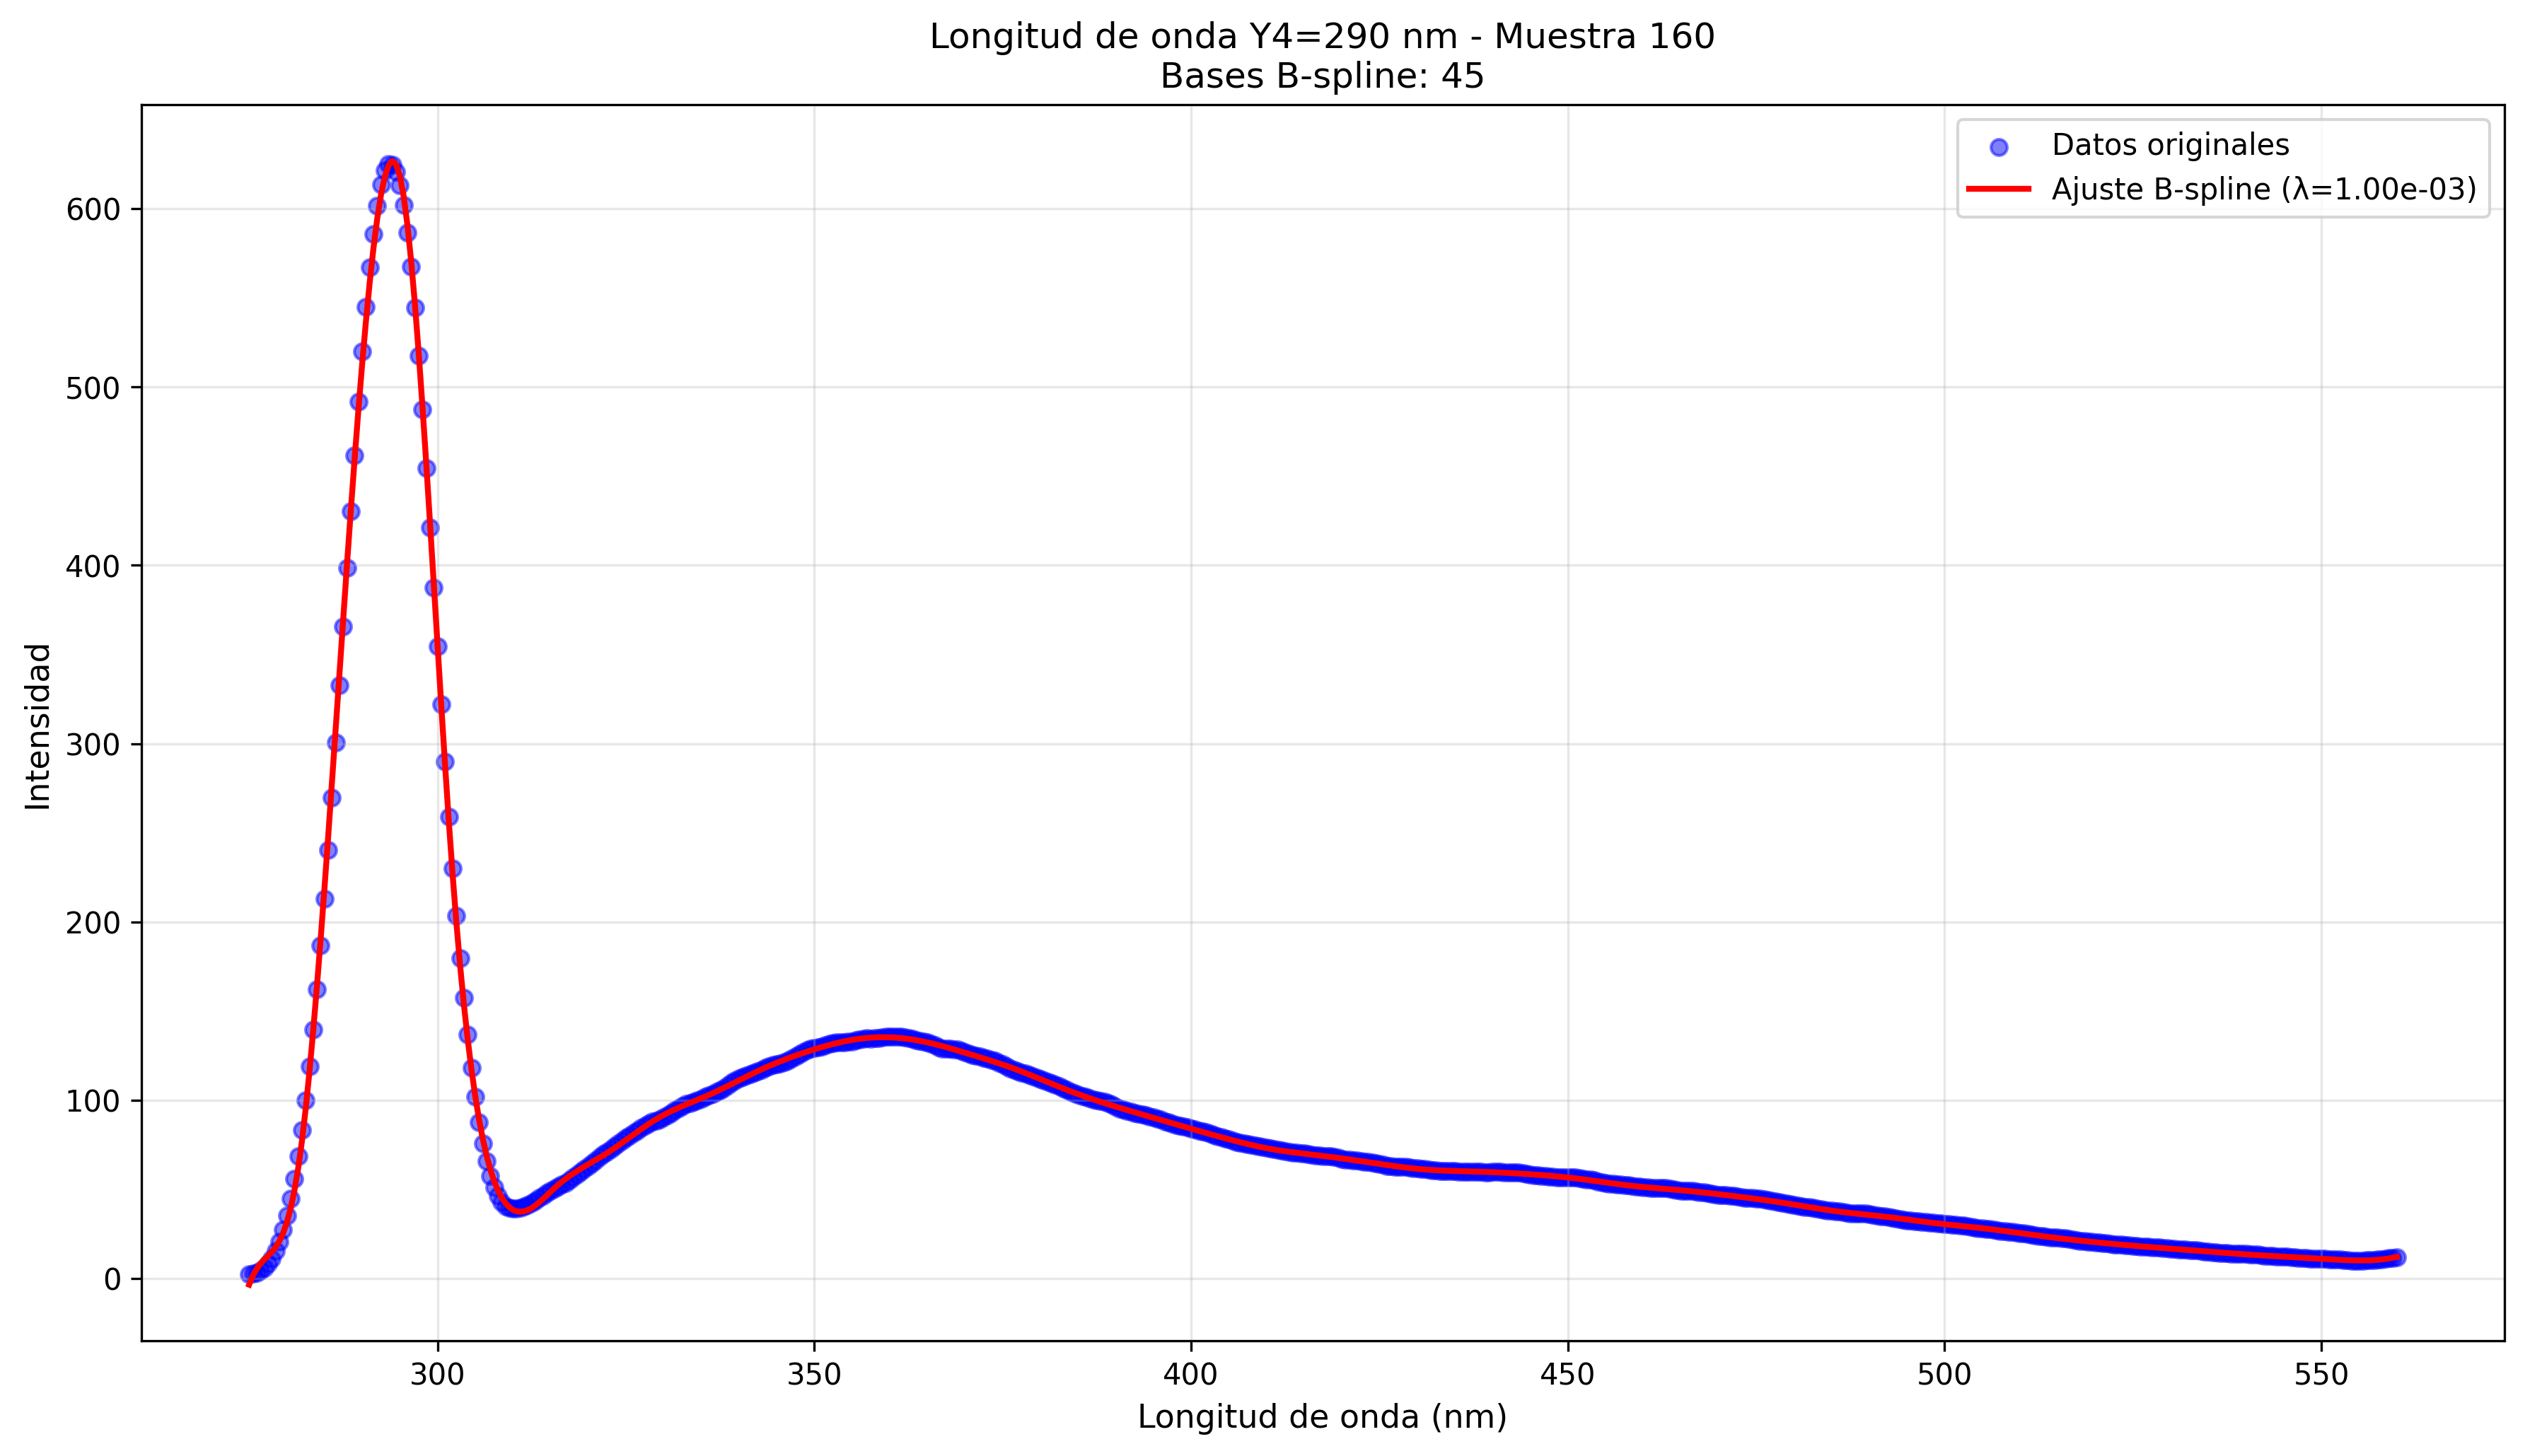 Longitud de onda Y4=290 nm - Muestra 160
Bases B-spline: 45
Datos originales
Ajuste B-spline (λ=1.00e-03)
Intensidad
600
500
400
300
200
100
0
300 350 400 450 500 550
Longitud de onda (nm)